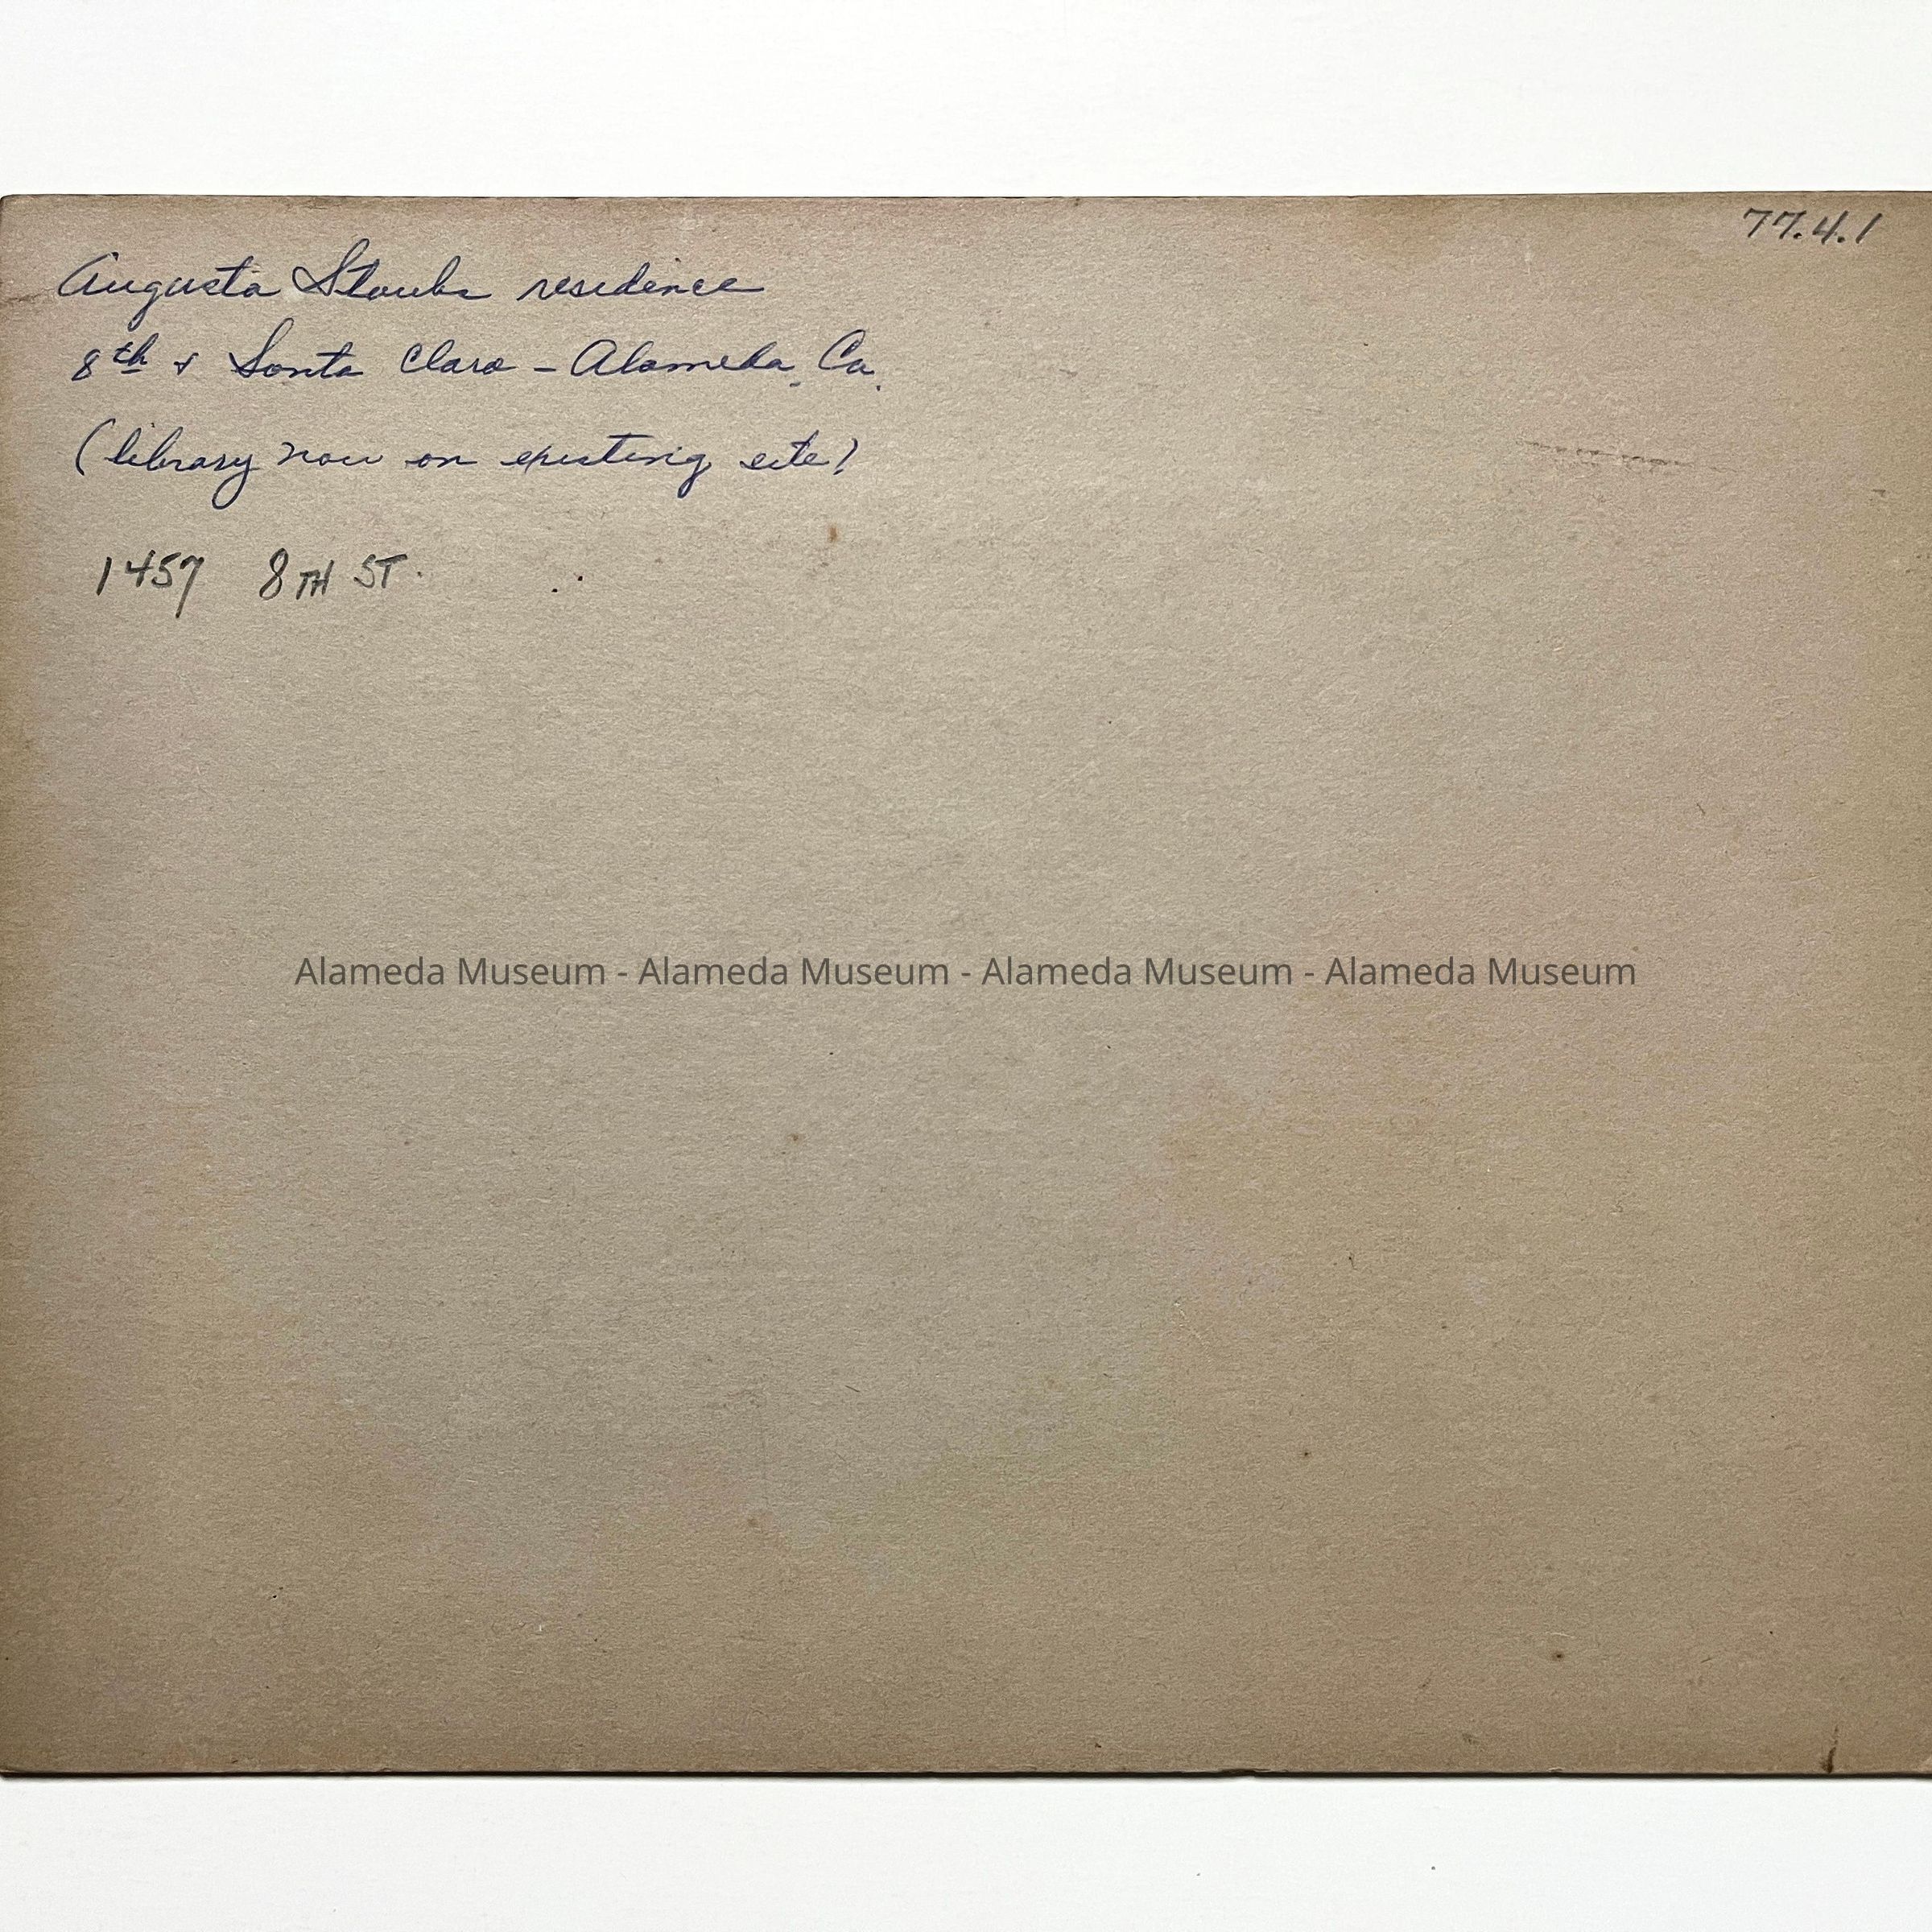 77.4.1
Augusta Staube residence
8th & Santa Clara - Alameda, Ca.
(library now on existing site)
1457 8TH ST.
Alameda Museum - Alameda Museum - Alameda Museum - Alameda Museum